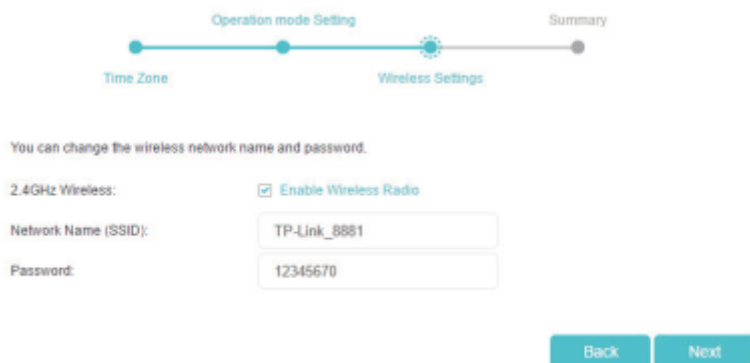 Operation mode Setting
Summary
Time Zone
Wireless Settings
You can change the wireless network name and password.
2.4GHz Wireless:
Enable Wireless Radio
Network Name (SSID):
TP-Link_8881
Password:
12345670
Back
Next